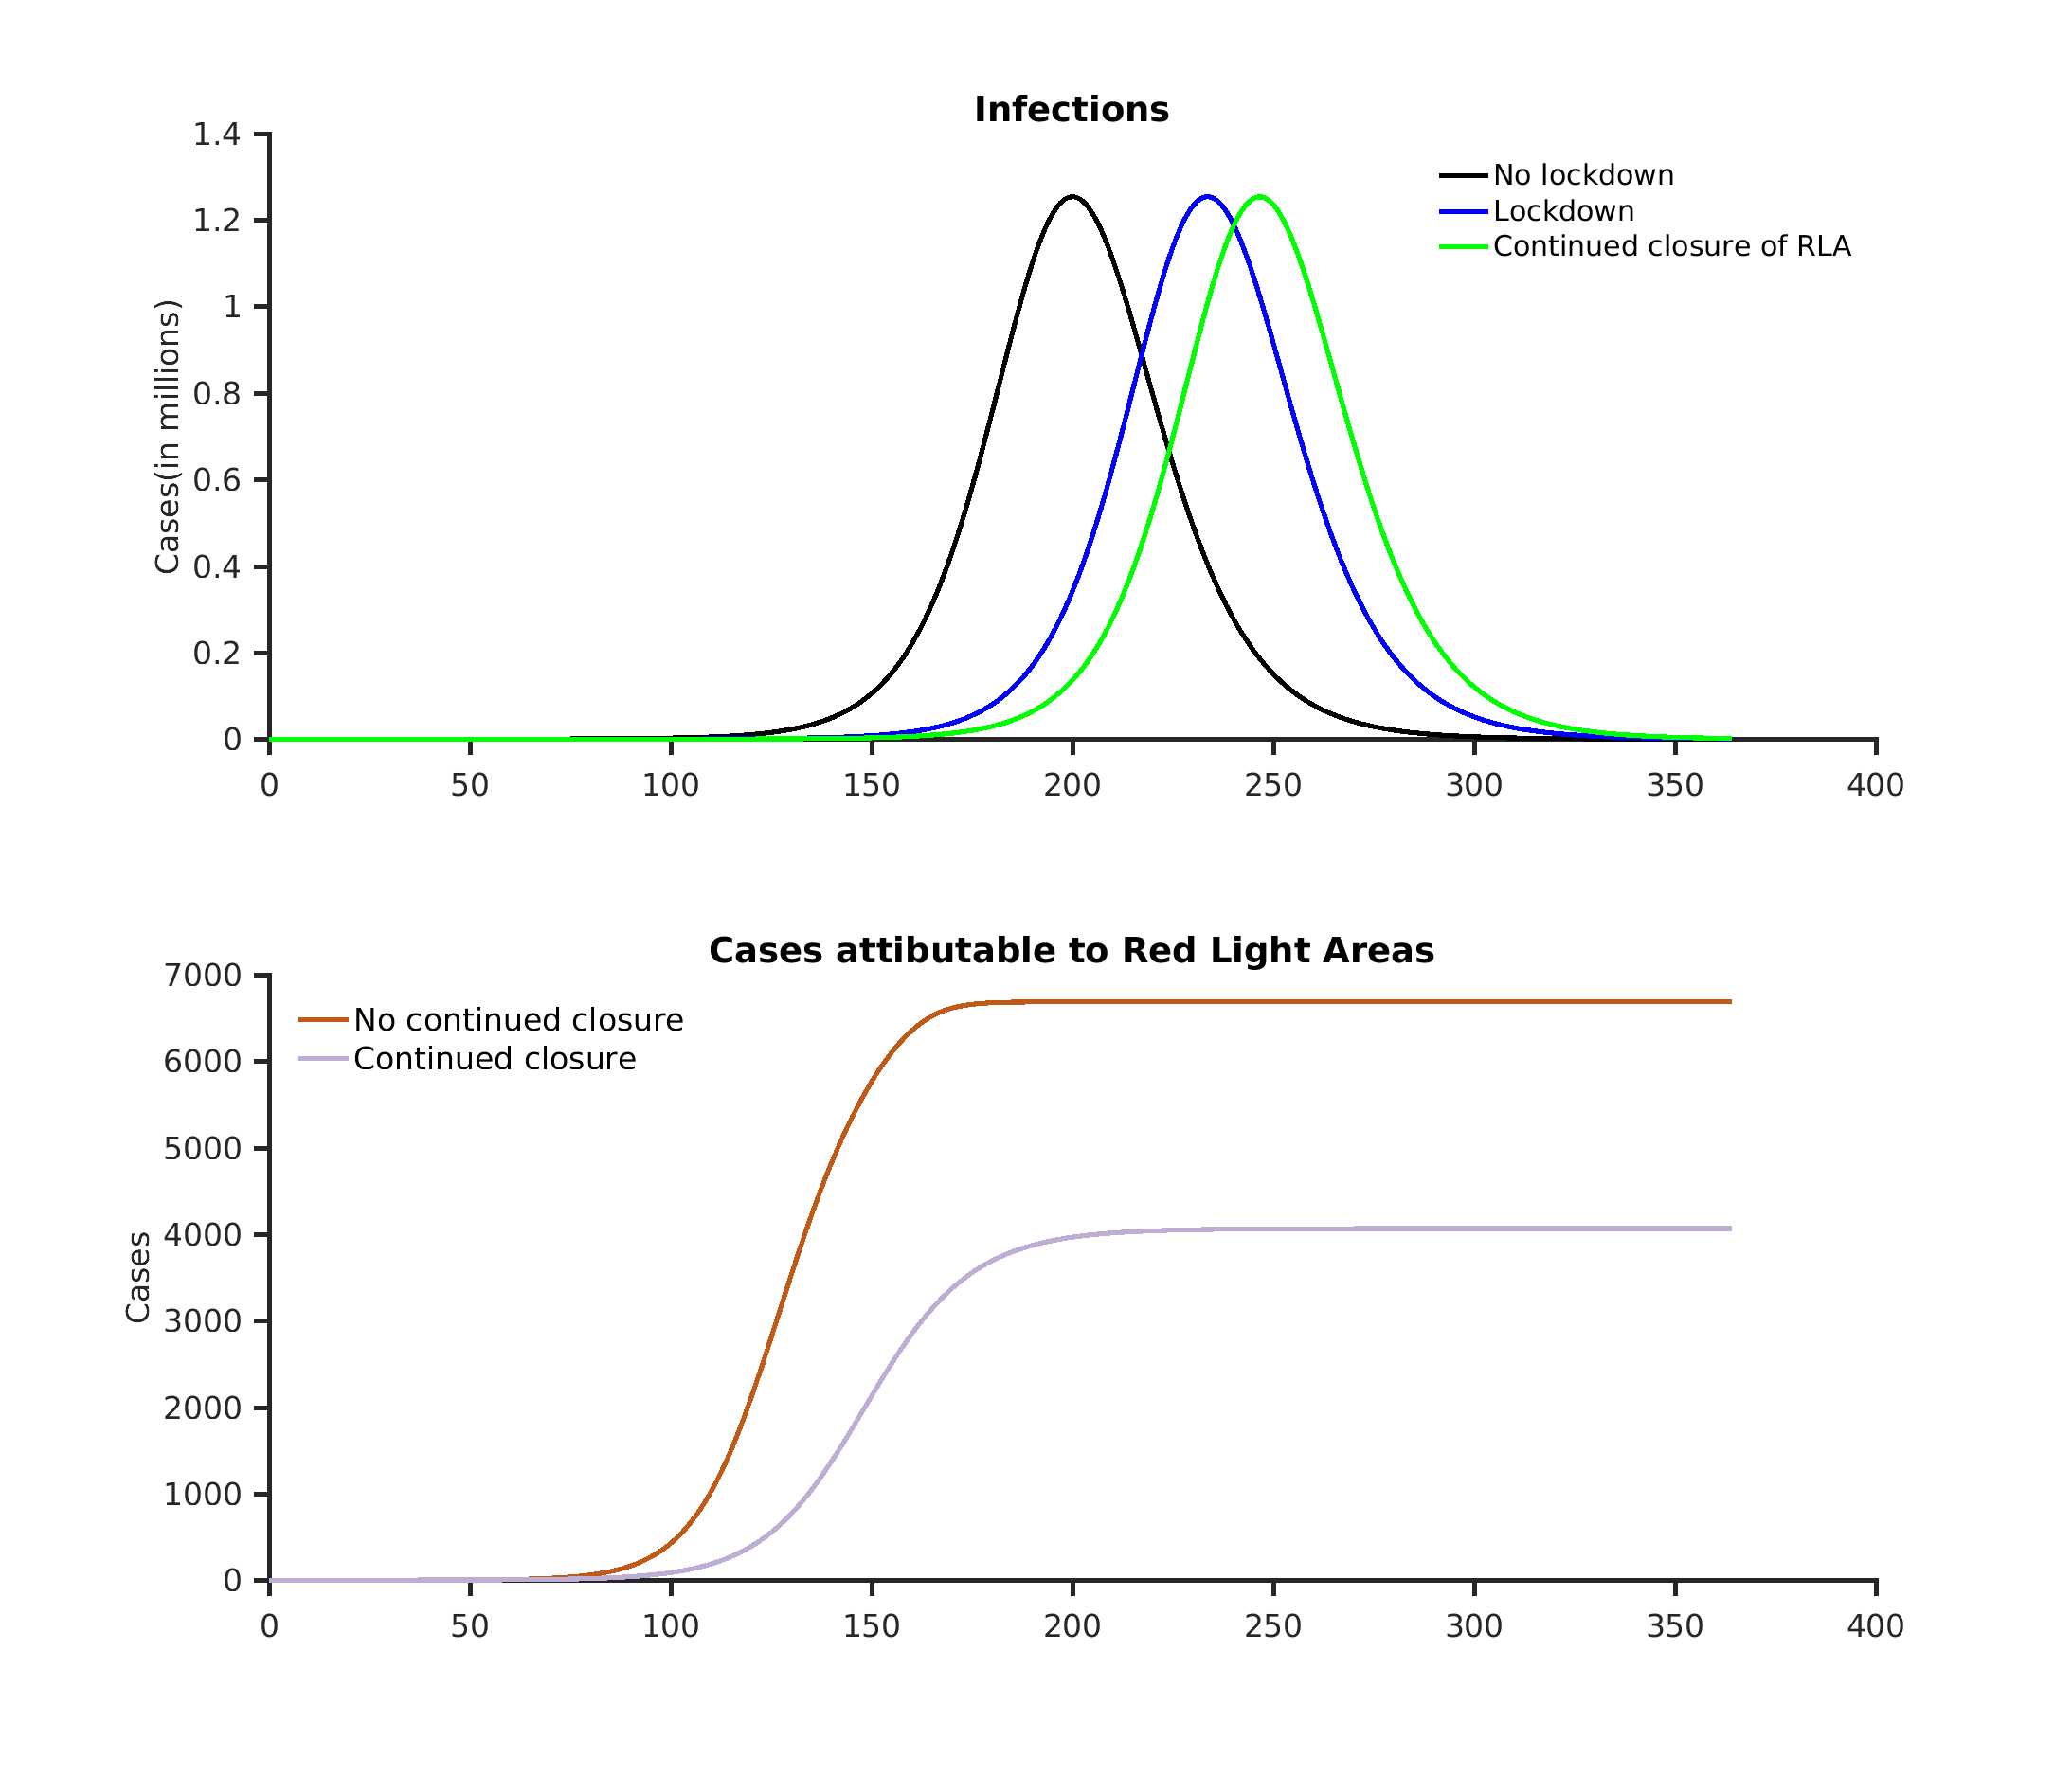 Infections
1.4
1.2
1
0.8
0.6
0.4
0.2
0
Cases(in millions)
No lockdown
Lockdown
Continued closure of RLA
0 50 100 150 200 250 300 350 400
Cases attibutable to Red Light Areas
7000
6000
5000
4000
3000
2000
1000
0
Cases
No continued closure
Continued closure
0 50 100 150 200 250 300 350 400